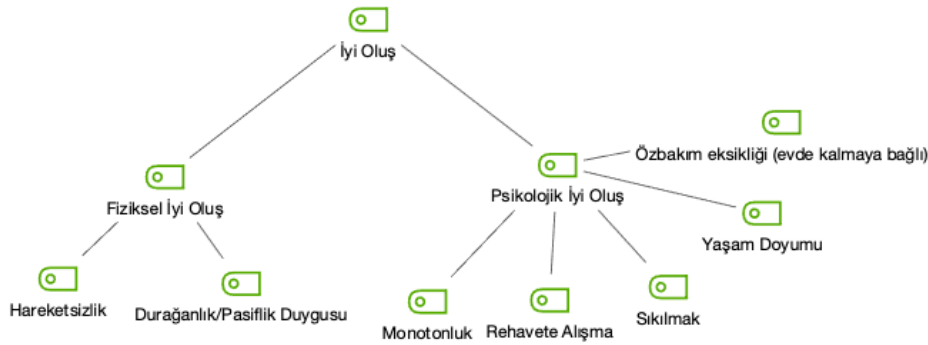 İyi Oluş
Özbakım eksikliği (evde kalmaya bağlı)
Psikolojik İyi Oluş
Fiziksel İyi Oluş
Yaşam Doyumu
Hareketsizlik
Durağanlık/Pasiflik Duygusu
Monotonluk
Rehavete Alışma
Sıkılmak